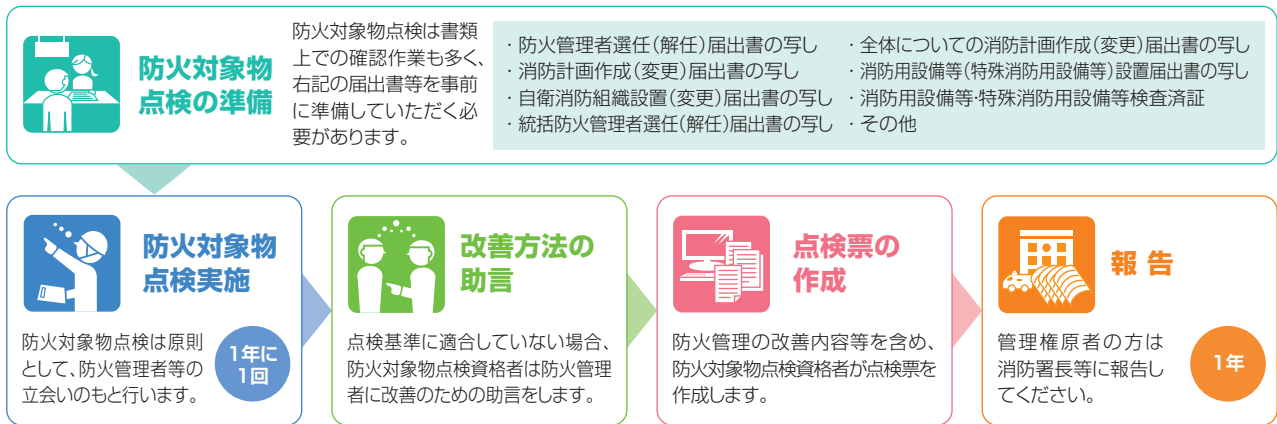 防火対象物
点検の準備
防火対象物点検は書類
上での確認作業も多く、
右記の届出書等を事前
に準備していただく必
要があります。
・防火管理者選任(解任)届出書の写し
・消防計画作成(変更)届出書の写し
・自衛消防組織設置(変更)届出書の写し
・統括防火管理者選任(解任)届出書の写し
・全体についての消防計画作成(変更)届出書の写し
・消防用設備等(特殊消防用設備等)設置届出書の写し
・消防用設備等・特殊消防用設備等検査済証
・その他
防火対象物
点検実施
防火対象物点検は原則
として、防火管理者等の
立会いのもと行います。
1年に
1回
改善方法の
助言
点検基準に適合していない場合、
防火対象物点検資格者は防火管理
者に改善のための助言をします。
点検票の
作成
防火管理の改善内容等を含め、
防火対象物点検資格者が点検票を
作成します。
報 告
管理権原者の方は
消防署長等に報告し
てください。
1年